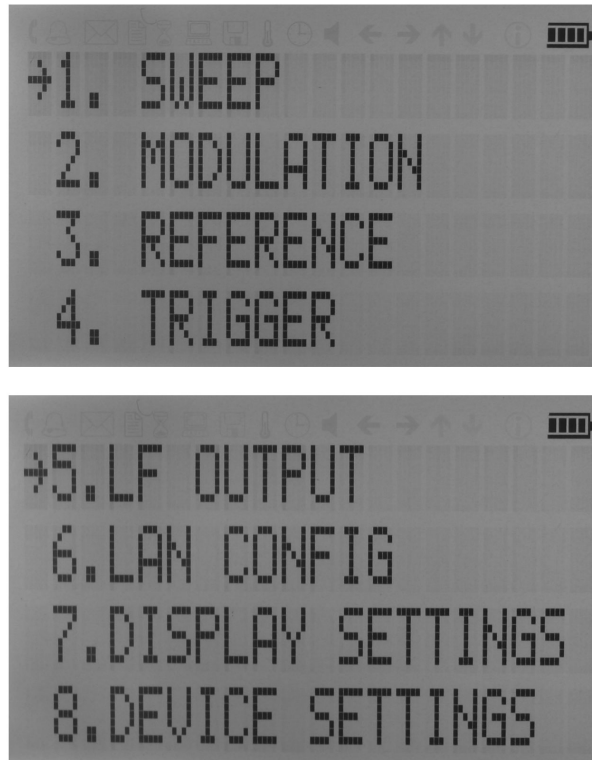 →1. SWEEP
2. MODULATION
3. REFERENCE
4. TRIGGER
→5.LF OUTPUT
6.LAN CONFIG
7.DISPLAY SETTINGS
8.DEVICE SETTINGS